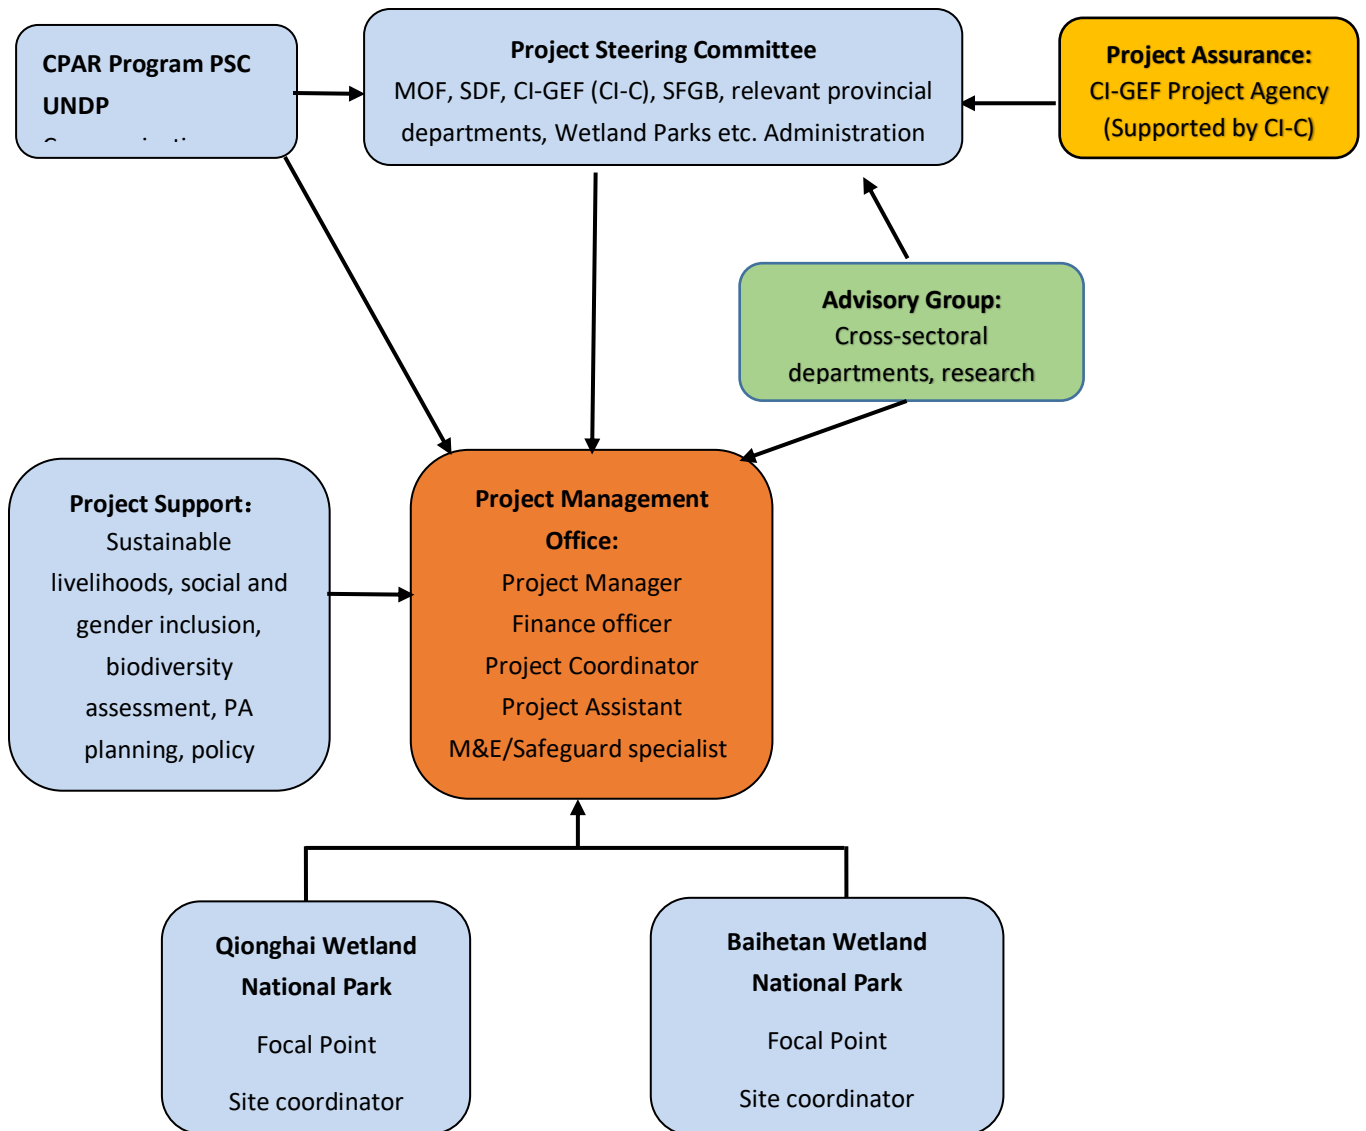 CPAR Program PSC
UNDP
Project Steering Committee
MOF, SDF, CI-GEF (CI-C), SFGB, relevant provincial
departments, Wetland Parks etc. Administration
Project Assurance:
CI-GEF Project Agency
(Supported by CI-C)
Advisory Group:
Cross-sectoral
departments, research
Project Support：
Sustainable
livelihoods, social and
gender inclusion,
biodiversity
assessment, PA
planning, policy
Project Management
Office:
Project Manager
Finance officer
Project Coordinator
Project Assistant
M&E/Safeguard specialist
Qionghai Wetland
National Park
Focal Point
Site coordinator
Baihetan Wetland
National Park
Focal Point
Site coordinator